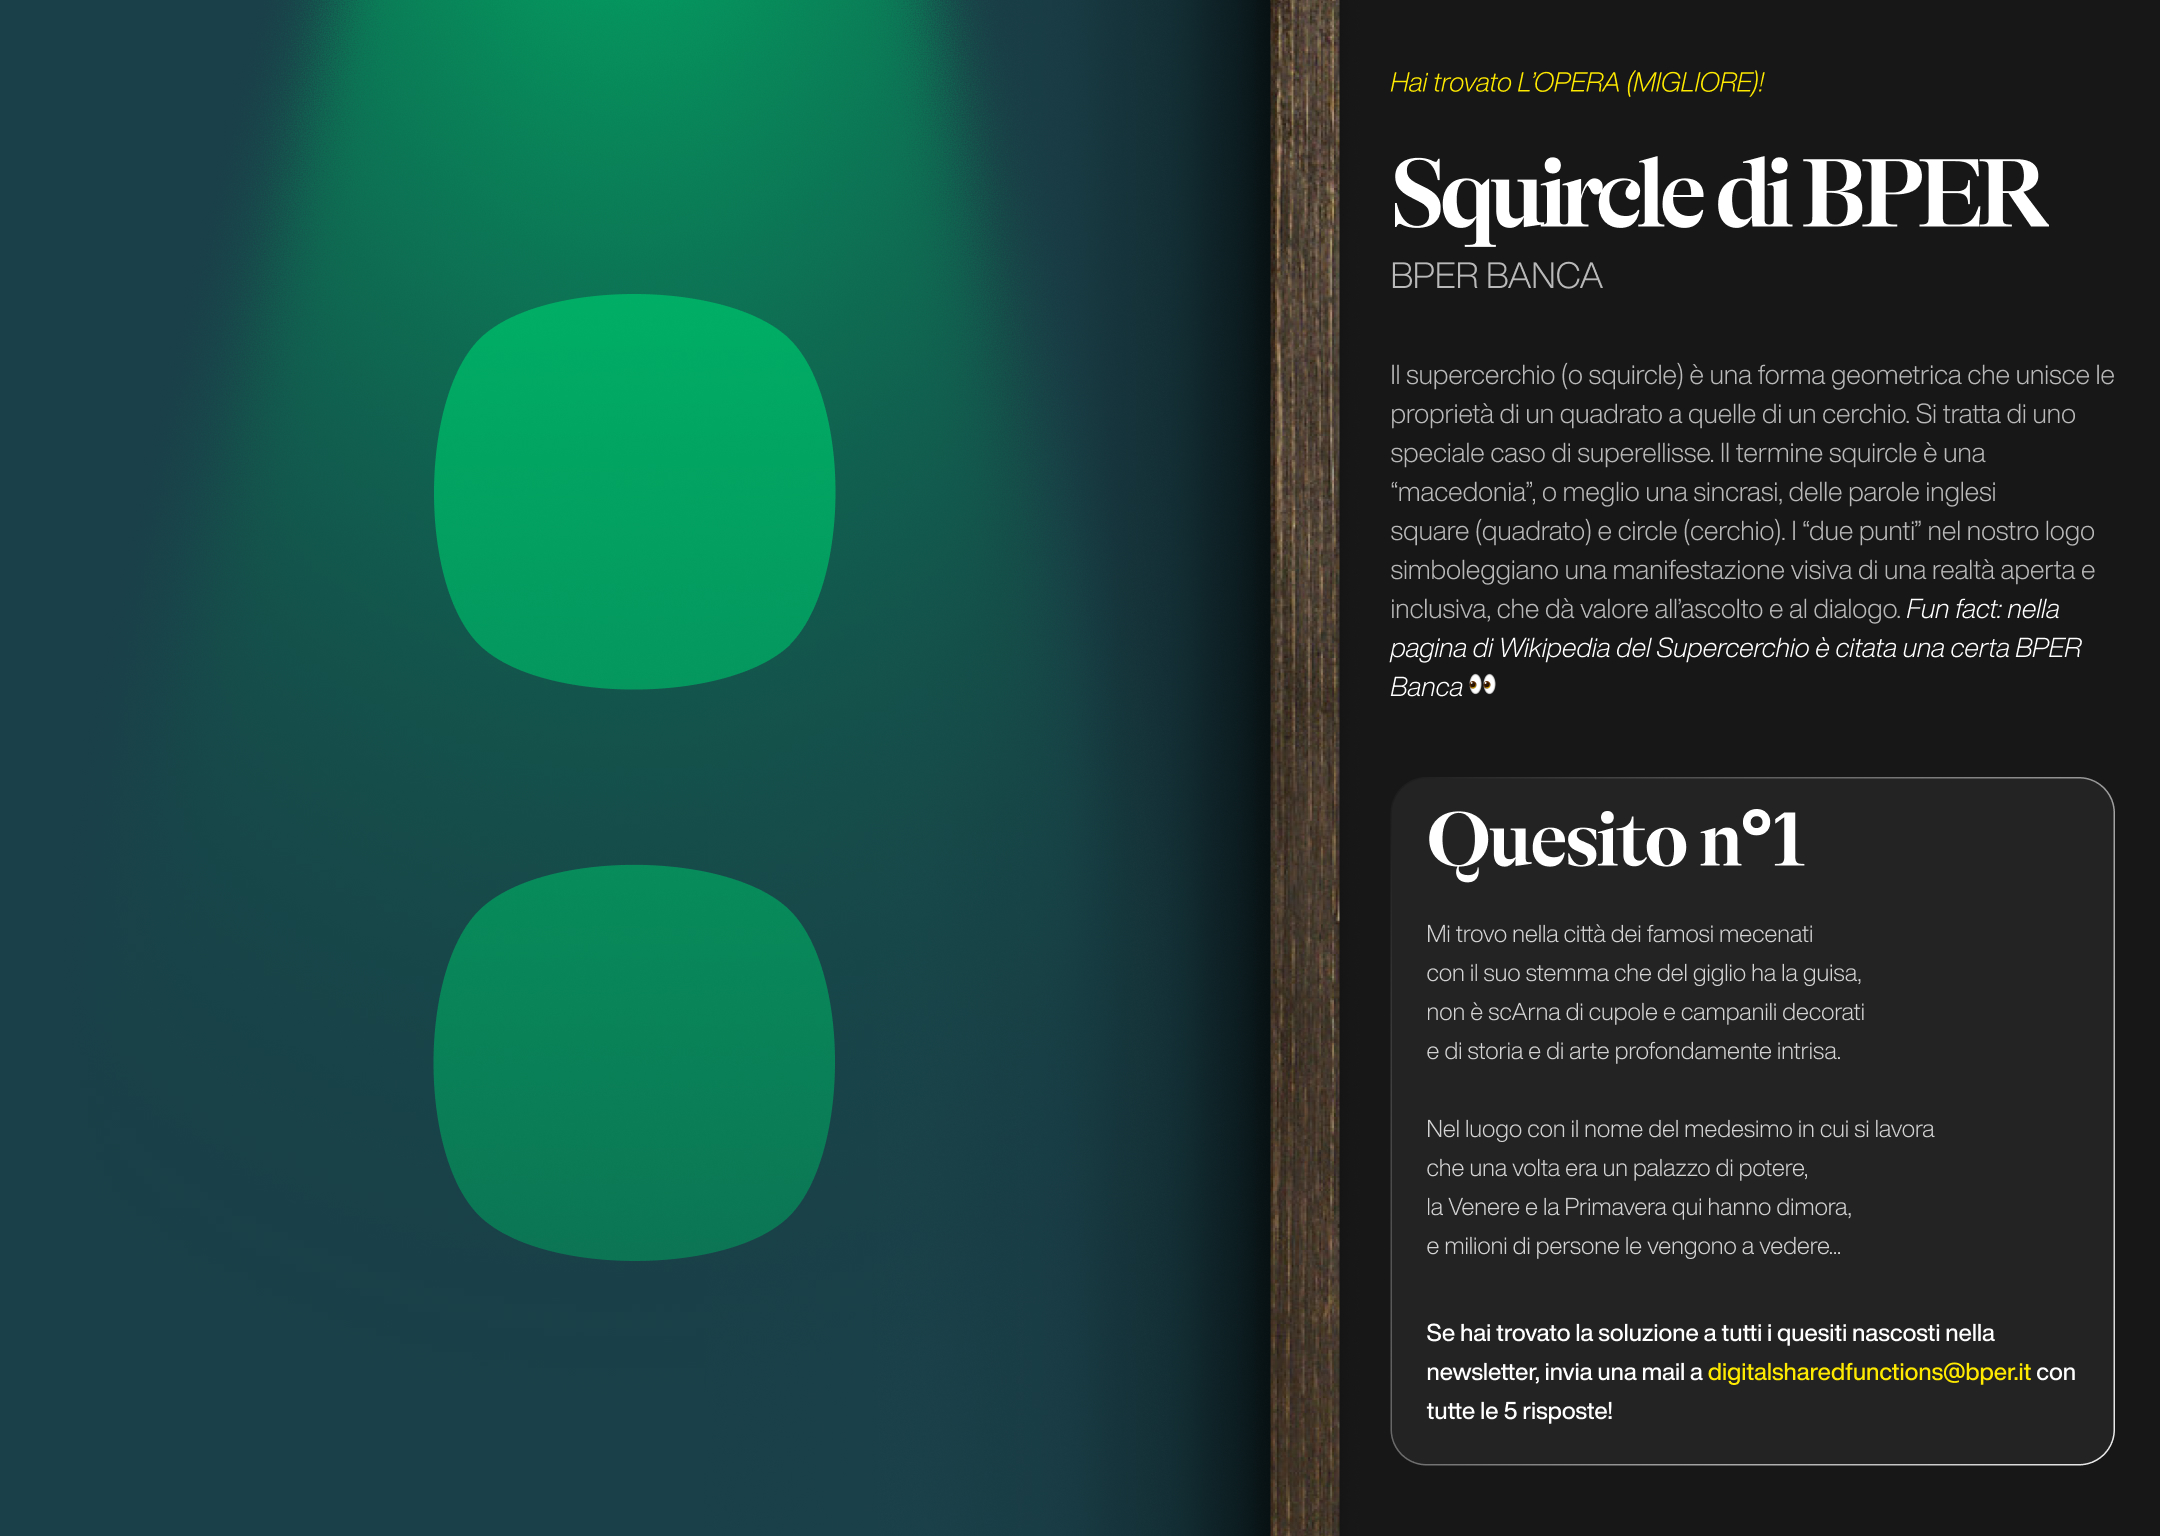 Hai trovato L’OPERA (MIGLIORE)!
Squircle di BPER
BPER BANCA
Il supercerchio (o squircle) è una forma geometrica che unisce le
proprietà di un quadrato a quelle di un cerchio. Si tratta di uno
speciale caso di superellisse. Il termine squircle è una
“macedonia”, o meglio una sincrasi, delle parole inglesi
square (quadrato) e circle (cerchio). I “due punti” nel nostro logo
simboleggiano una manifestazione visiva di una realtà aperta e
inclusiva, che dà valore all’ascolto e al dialogo. Fun fact: nella
pagina di Wikipedia del Supercerchio è citata una certa BPER
Banca 👀
Quesito n°1
Mi trovo nella città dei famosi mecenati
con il suo stemma che del giglio ha la guisa,
non è scArna di cupole e campanili decorati
e di storia e di arte profondamente intrisa.
Nel luogo con il nome del medesimo in cui si lavora
che una volta era un palazzo di potere,
la Venere e la Primavera qui hanno dimora,
e milioni di persone le vengono a vedere...
Se hai trovato la soluzione a tutti i quesiti nascosti nella
newsletter, invia una mail a digitalsharedfunctions@bper.it con
tutte le 5 risposte!